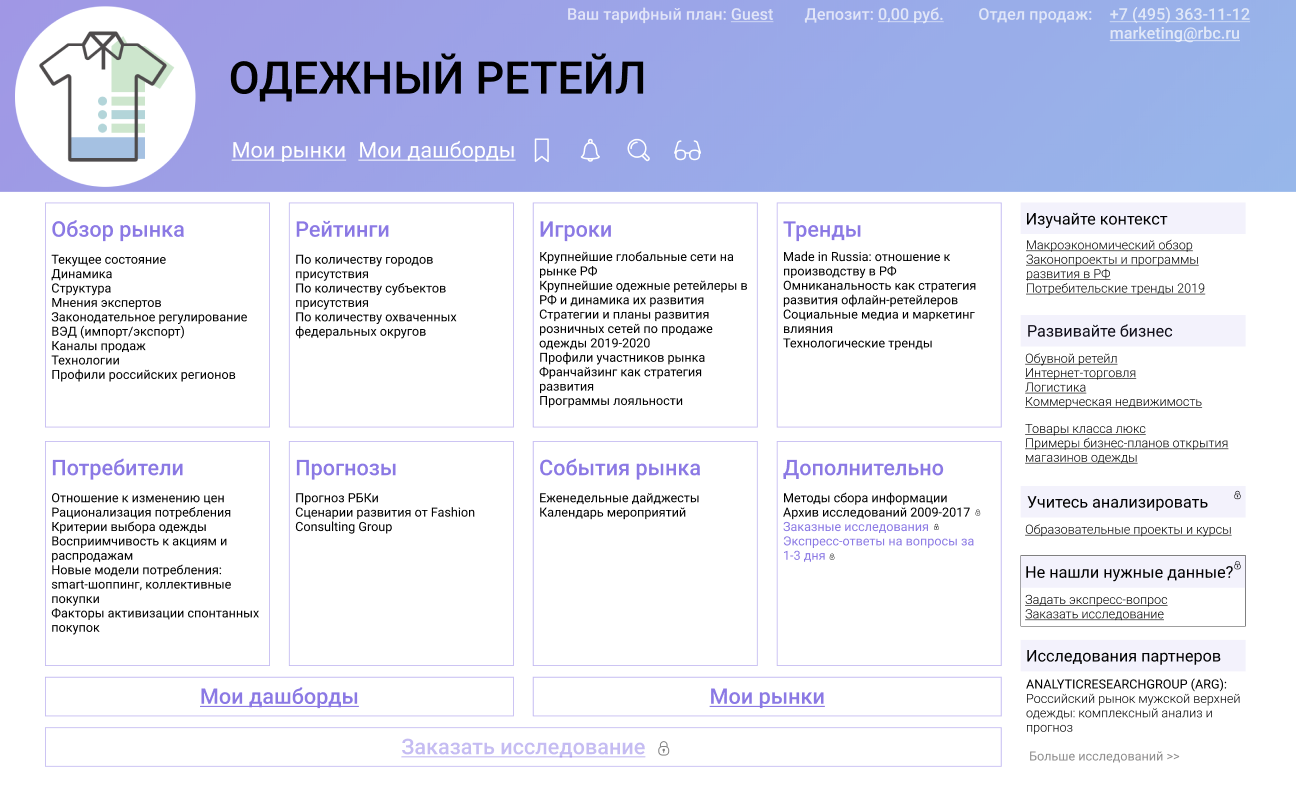 Ваш тарифный план: Guest
Депозит: 0,00 руб.
Отдел продаж:
+7 (495) 363-11-12
marketing@rbc.ru
ОДЕЖНЫЙ РЕТЕЙЛ
Мои рынки
Мои дашборды
Обзор рынка
Текущее состояние
Динамика
Структура
Мнения экспертов
Законодательное регулирование
ВЭД (импорт/экспорт)
Каналы продаж
Технологии
Профили российских регионов
Рейтинги
По количеству городов
присутствия
По количеству субъектов
присутствия
По количеству охваченных
федеральных округов
Игроки
Крупнейшие глобальные сети на
рынке РФ
Крупнейшие одежные ретейлеры в
РФ и динамика их развития
Стратегии и планы развития
розничных сетей по продаже
одежды 2019-2020
Профили участников рынка
Франчайзинг как стратегия
развития
Программы лояльности
Тренды
Made in Russia: отношение к
производству в РФ
Омниканальность как стратегия
развития офлайн-ретейлеров
Социальные медиа и маркетинг
влияния
Технологические тренды
Потребители
Отношение к изменению цен
Рационализация потребления
Критерии выбора одежды
Восприимчивость к акциям и
распродажам
Новые модели потребления:
smart-шоппинг, коллективные
покупки
Факторы активизации спонтанных
покупок
Прогнозы
Прогноз РБКи
Сценарии развития от Fashion
Consulting Group
События рынка
Еженедельные дайджесты
Календарь мероприятий
Дополнительно
Методы сбора информации
Архив исследований 2009-2017
Заказные исследования
Экспресс-ответы на вопросы за
1-3 дня
Мои дашборды
Мои рынки
Заказать исследование
Изучайте контекст
Макроэкономический обзор
Законопроекты и программы
развития в РФ
Потребительские тренды 2019
Развивайте бизнес
Обувной ретейл
Интернет-торговля
Логистика
Коммерческая недвижимость
Товары класса люкс
Примеры бизнес-планов открытия
магазинов одежды
Учитесь анализировать
Образовательные проекты и курсы
Не нашли нужные данные?
Задать экспресс-вопрос
Заказать исследование
Исследования партнеров
ANALYTICRESEARCHGROUP (ARG):
Российский рынок мужской верхней
одежды: комплексный анализ и
прогноз
Больше исследований >>